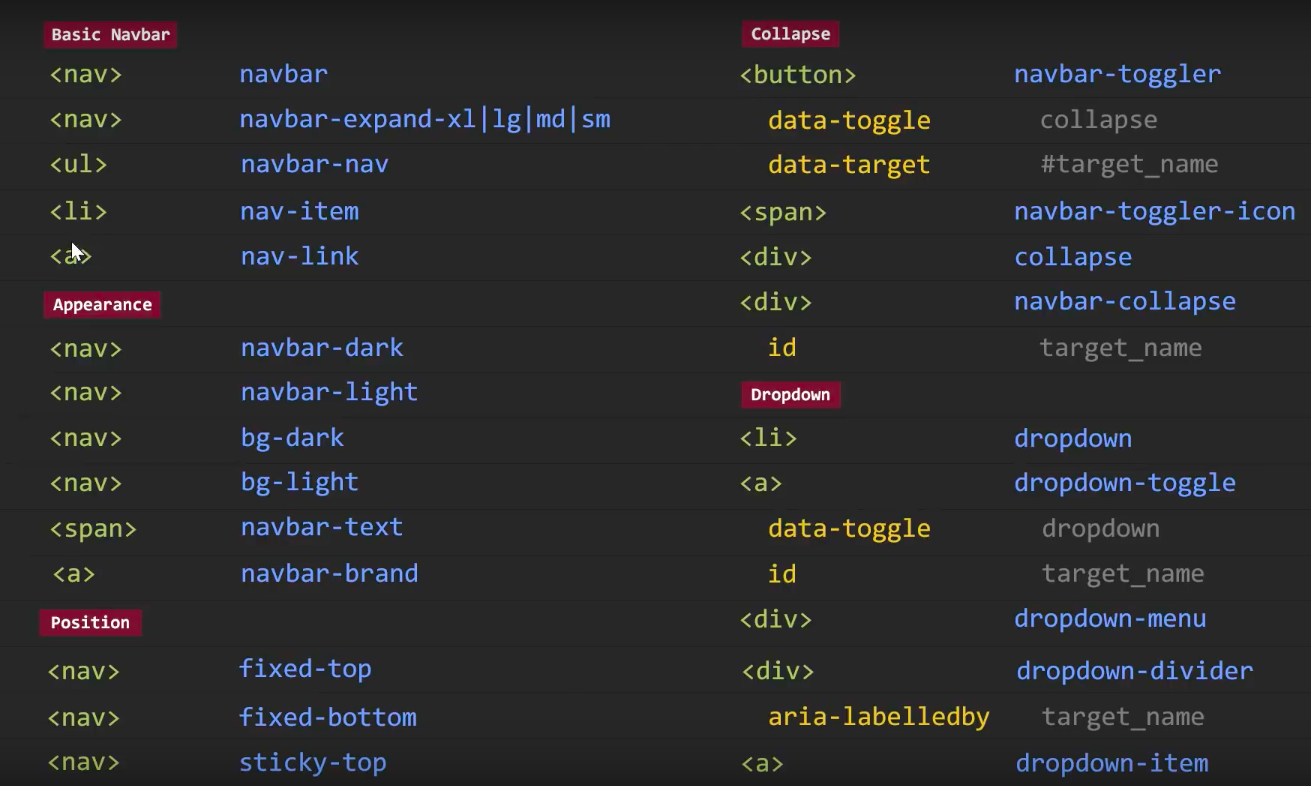 Basic Navbar
<nav> navbar
<nav> navbar-expand-xl|lg|md|sm
<ul> navbar-nav
<li> nav-item
<a> nav-link
Appearance
<nav> navbar-dark
<nav> navbar-light
<nav> bg-dark
<nav> bg-light
<span> navbar-text
<a> navbar-brand
Position
<nav> fixed-top
<nav> fixed-bottom
<nav> sticky-top
Collapse
<button> navbar-toggler
data-toggle collapse
data-target #target_name
<span> navbar-toggler-icon
<div> collapse
<div> navbar-collapse
id target_name
Dropdown
<li> dropdown
<a> dropdown-toggle
data-toggle dropdown
id target_name
<div> dropdown-menu
<div> dropdown-divider
aria-labelledby target_name
<a> dropdown-item